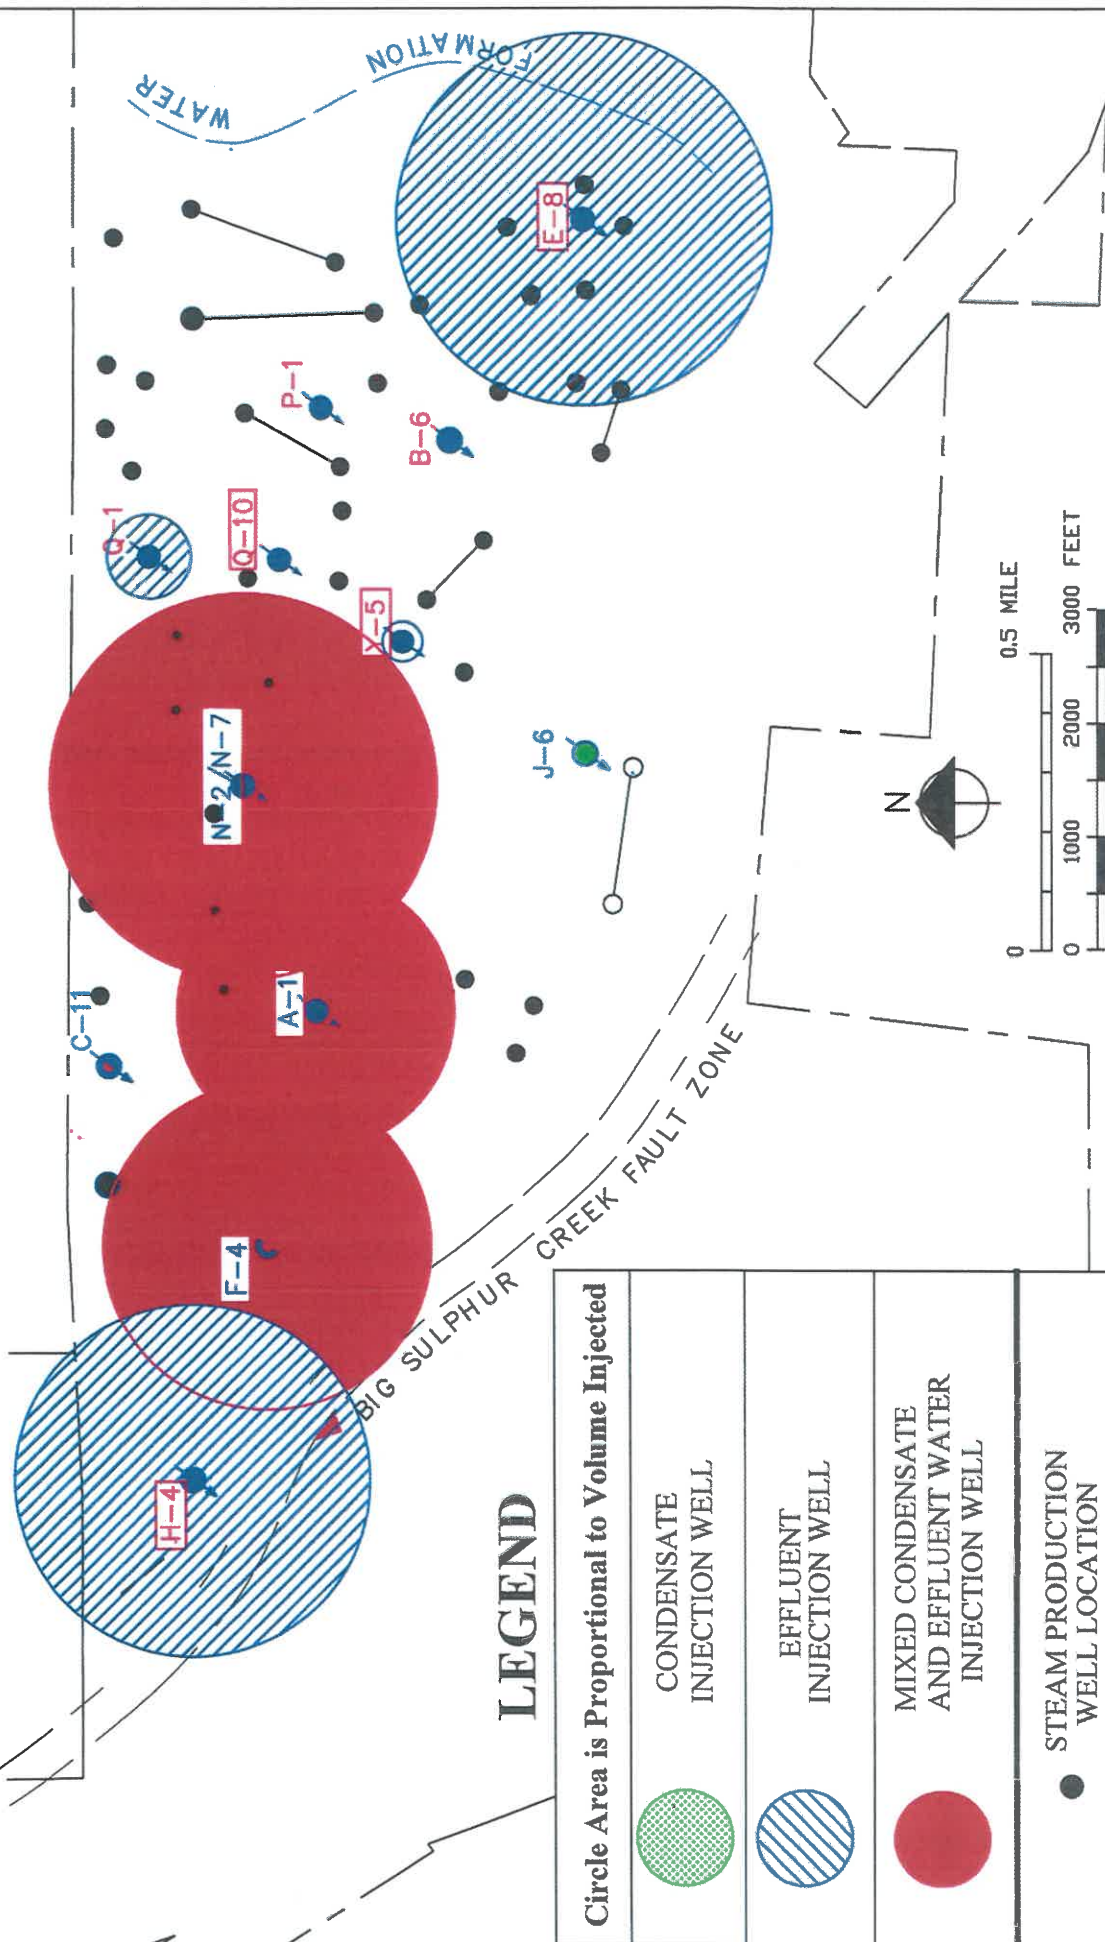 WATER
FORMATION
E-8
P-1
B-6
Q-1
Q-10
X-5
N-2/N-7
J-6
C-11
A-1
F-4
H-4
BIG SULPHUR CREEK FAULT ZONE
N
0 0.5 MILE
0 1000 2000 3000 FEET
LEGEND
Circle Area is Proportional to Volume Injected
CONDENSATE
INJECTION WELL
EFFLUENT
INJECTION WELL
MIXED CONDENSATE
AND EFFLUENT WATER
INJECTION WELL
STEAM PRODUCTION
WELL LOCATION